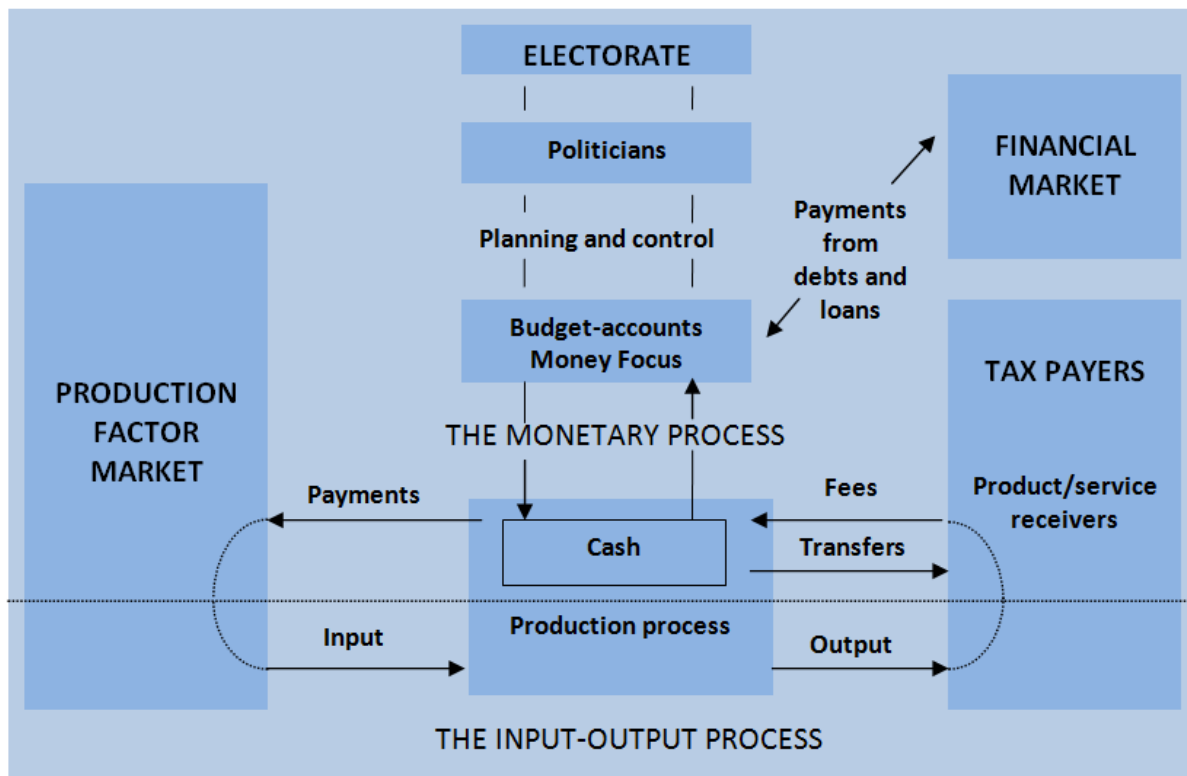 ELECTORATE
Politicians
Planning and control
Budget-accounts
Money Focus
FINANCIAL
MARKET
Payments
from
debts and
loans
PRODUCTION
FACTOR
MARKET
TAX PAYERS
Product/service
receivers
THE MONETARY PROCESS
Payments
Fees
Cash
Transfers
Production process
Input
Output
THE INPUT-OUTPUT PROCESS